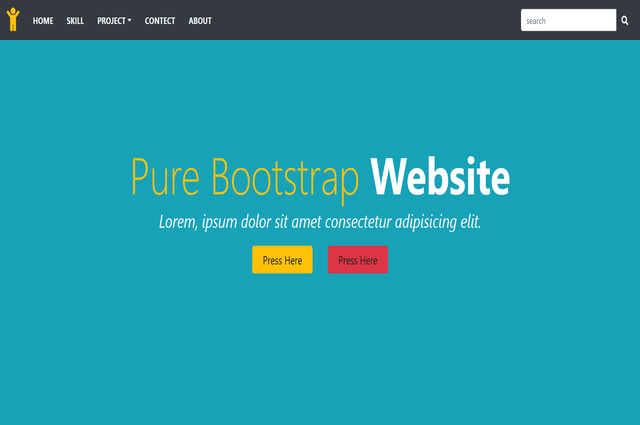 HOME SKILL PROJECT CONTECT ABOUT search
Pure Bootstrap Website
Lorem, ipsum dolor sit amet consectetur adipisicing elit.
Press Here Press Here